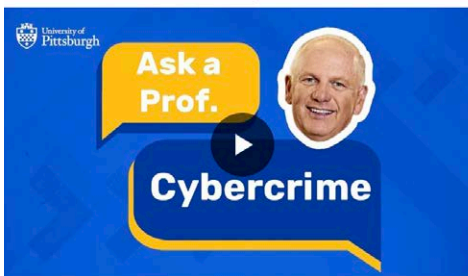 University of
Pittsburgh
Ask a
Prof.
Cybercrime